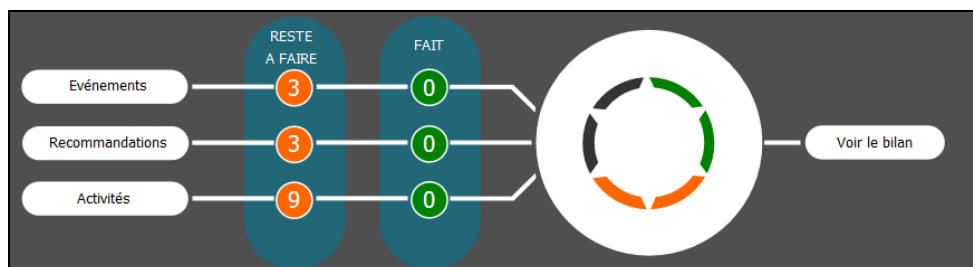 RESTE
A FAIRE
FAIT
Evénements
3
0
Recommandations
3
0
Voir le bilan
Activités
9
0